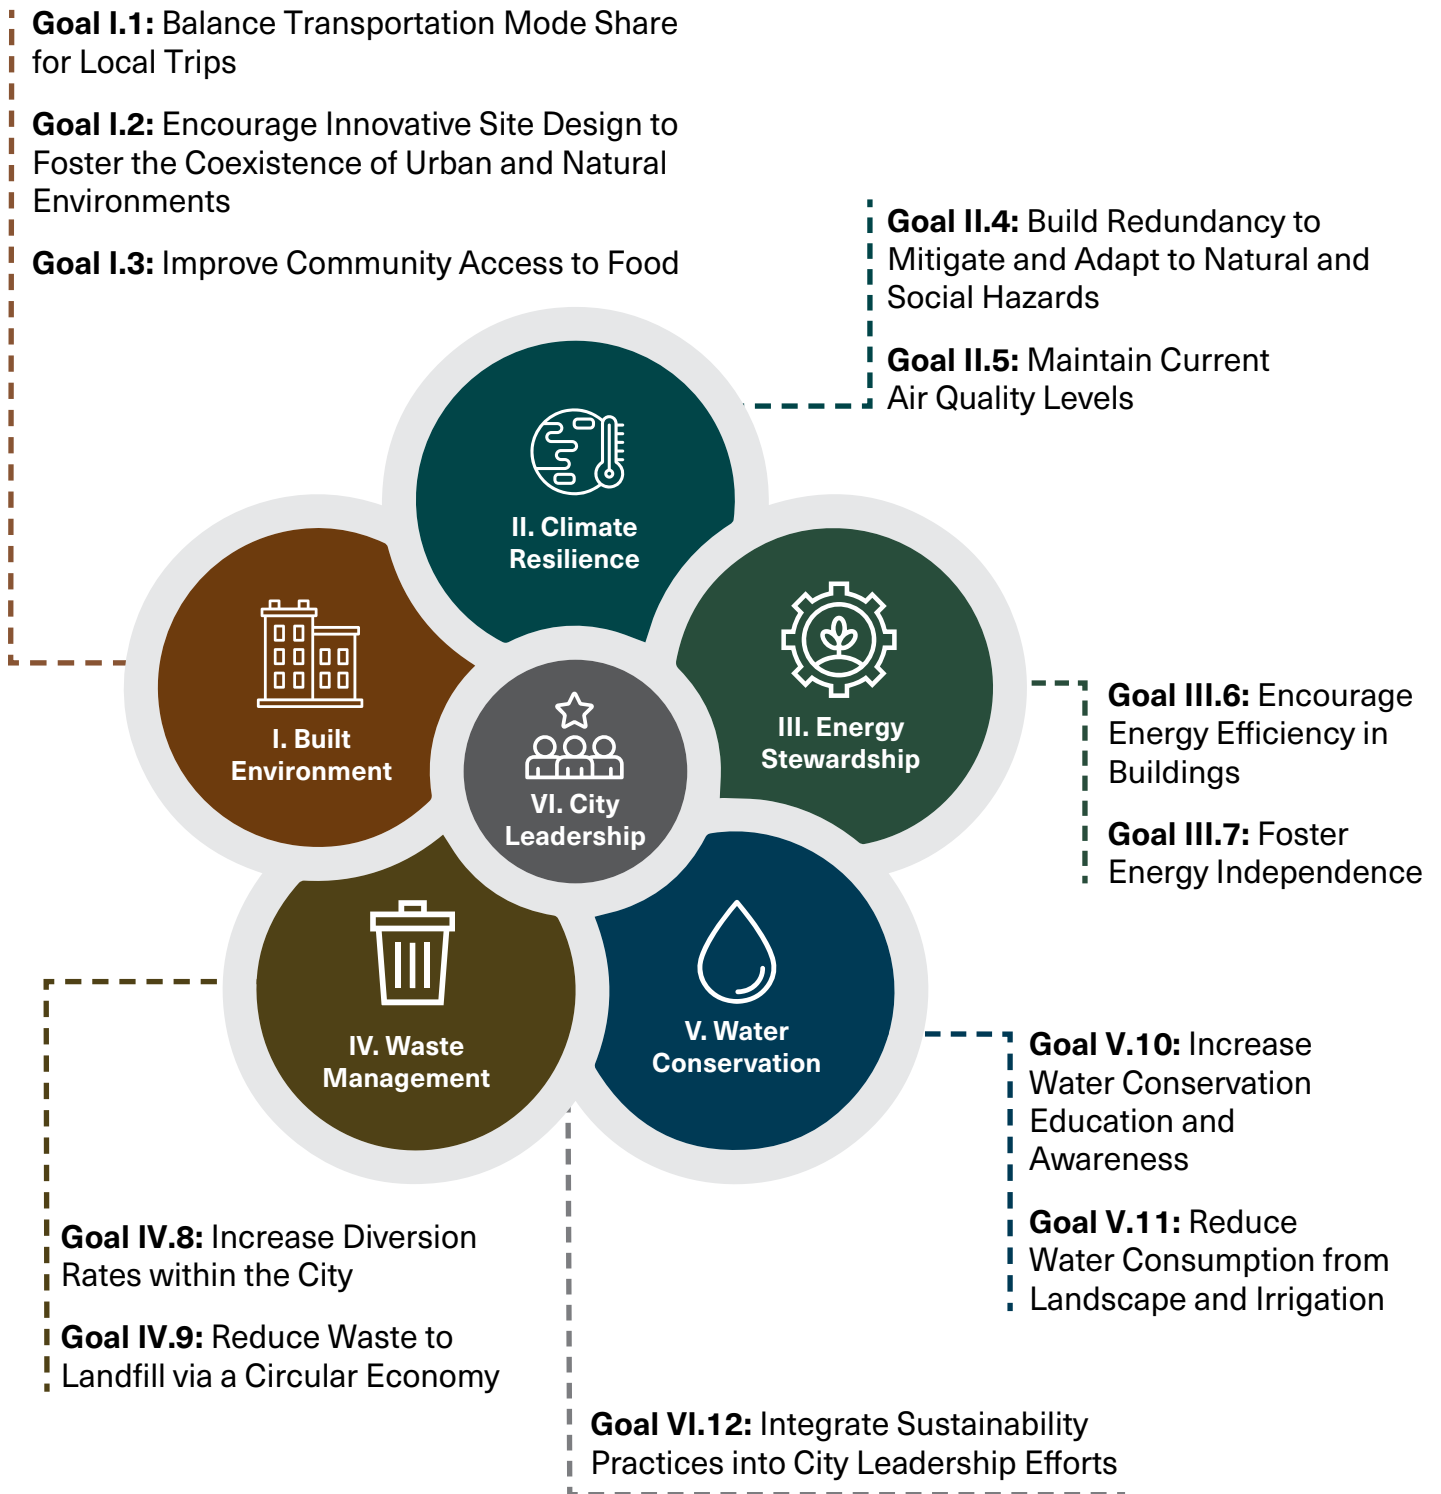 Goal I.1: Balance Transportation Mode Share
for Local Trips
Goal I.2: Encourage Innovative Site Design to
Foster the Coexistence of Urban and Natural
Environments
Goal I.3: Improve Community Access to Food
Goal II.4: Build Redundancy to
Mitigate and Adapt to Natural and
Social Hazards
Goal II.5: Maintain Current
Air Quality Levels
II. Climate
Resilience
I. Built
Environment
III. Energy
Stewardship
VI. City
Leadership
Goal III.6: Encourage
Energy Efficiency in
Buildings
Goal III.7: Foster
Energy Independence
IV. Waste
Management
V. Water
Conservation
Goal V.10: Increase
Water Conservation
Education and
Awareness
Goal V.11: Reduce
Water Consumption from
Landscape and Irrigation
Goal IV.8: Increase Diversion
Rates within the City
Goal IV.9: Reduce Waste to
Landfill via a Circular Economy
Goal VI.12: Integrate Sustainability
Practices into City Leadership Efforts